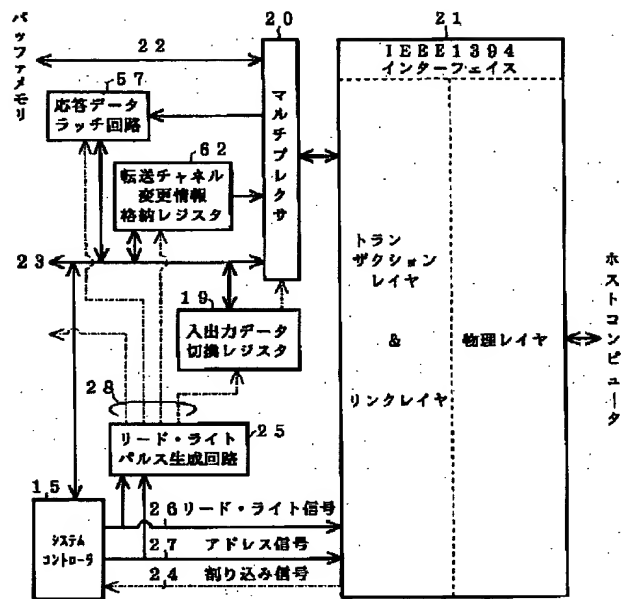 バッファメモリ
20
21
22
57
応答データ
ラッチ回路
マルチプレクサ
IEEE1394
インターフェイス
62
転送チャネル
変更情報
格納レジスタ
23
トラン
ザクション
レイヤ
&
リンクレイヤ
物理レイヤ
ホストコンピュータ
19
入出力データ
切換レジスタ
28
リード・ライト
パルス生成回路
25
15
システム
コントローラ
26リード・ライト信号
27 アドレス信号
24 割り込み信号